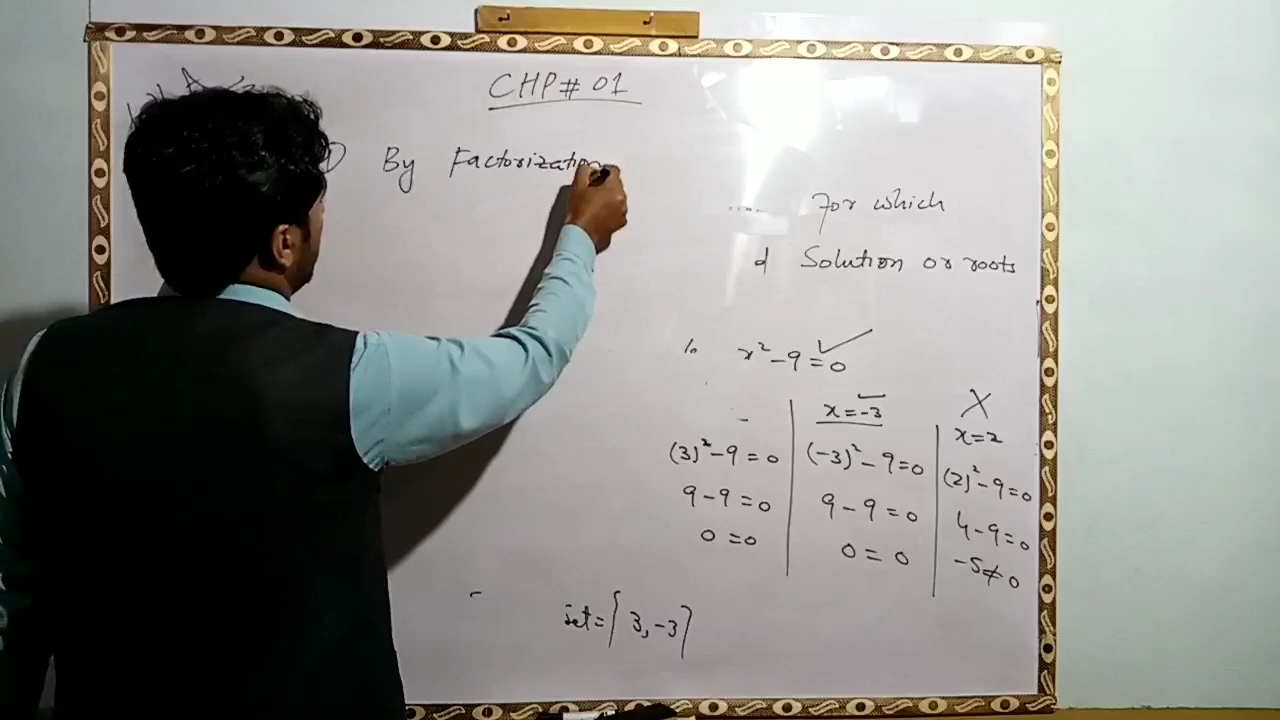 CHP# 01
By Factorization
For which
d Solution or roots
x²-9=0
x=-3
x=2
(3)²-9=0
(-3)²-9=0
(2)²-9=0
9-9=0
9-9=0
4-9=0
0=0
0=0
-5≠0
set={3,-3}